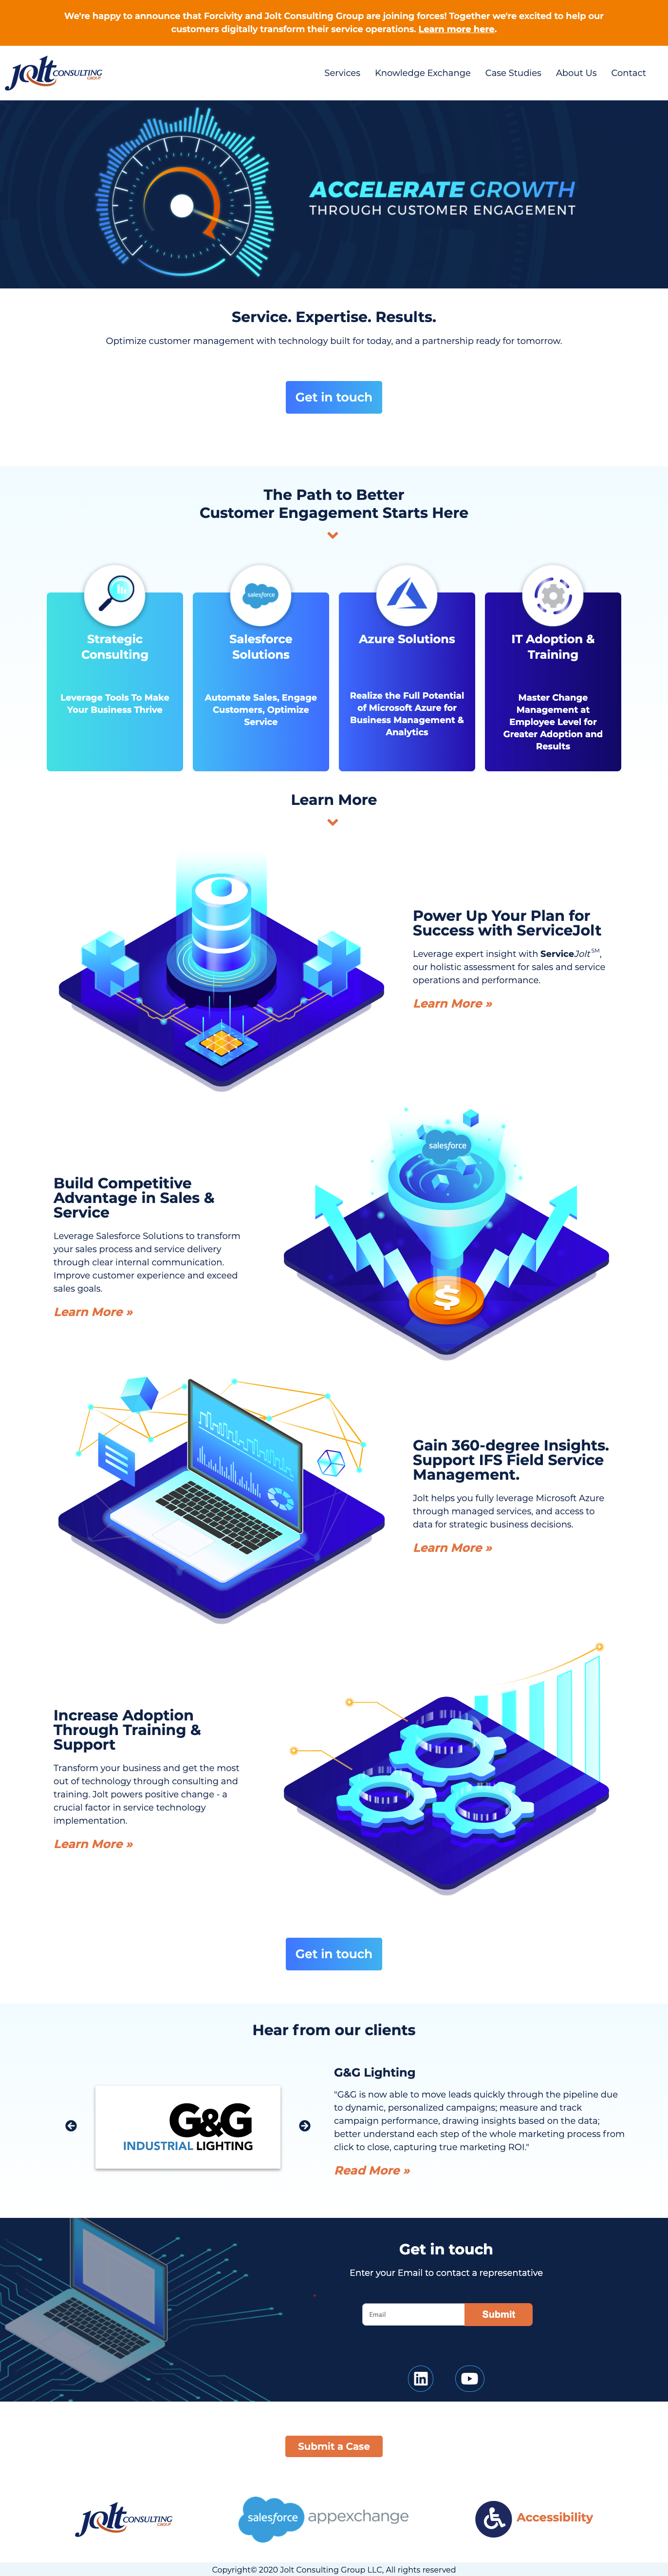 We're happy to announce that Forcivity and Jolt Consulting Group are joining forces! Together we're excited to help our
customers digitally transform their service operations. Learn more here.
Jolt CONSULTING
GROUP
Services Knowledge Exchange Case Studies About Us Contact
ACCELERATE GROWTH
THROUGH CUSTOMER ENGAGEMENT
Service. Expertise. Results.
Optimize customer management with technology built for today, and a partnership ready for tomorrow.
Get in touch
The Path to Better
Customer Engagement Starts Here
Strategic
Consulting
Leverage Tools To Make
Your Business Thrive
salesforce
Salesforce
Solutions
Automate Sales, Engage
Customers, Optimize
Service
Azure Solutions
Realize the Full Potential
of Microsoft Azure for
Business Management &
Analytics
IT Adoption &
Training
Master Change
Management at
Employee Level for
Greater Adoption and
Results
Learn More
Power Up Your Plan for
Success with ServiceJolt
Leverage expert insight with ServiceJolt℠,
our holistic assessment for sales and service
operations and performance.
Learn More »
salesforce
$
Build Competitive
Advantage in Sales &
Service
Leverage Salesforce Solutions to transform
your sales process and service delivery
through clear internal communication.
Improve customer experience and exceed
sales goals.
Learn More »
Gain 360-degree Insights.
Support IFS Field Service
Management.
Jolt helps you fully leverage Microsoft Azure
through managed services, and access to
data for strategic business decisions.
Learn More »
Increase Adoption
Through Training &
Support
Transform your business and get the most
out of technology through consulting and
training. Jolt powers positive change - a
crucial factor in service technology
implementation.
Learn More »
Get in touch
Hear from our clients
G&G
INDUSTRIAL LIGHTING
G&G Lighting
"G&G is now able to move leads quickly through the pipeline due
to dynamic, personalized campaigns; measure and track
campaign performance, drawing insights based on the data;
better understand each step of the whole marketing process from
click to close, capturing true marketing ROI."
Read More »
Get in touch
Enter your Email to contact a representative
Email
Submit
in
Submit a Case
Jolt CONSULTING
GROUP
salesforce appexchange
Accessibility
Copyright© 2020 Jolt Consulting Group LLC, All rights reserved